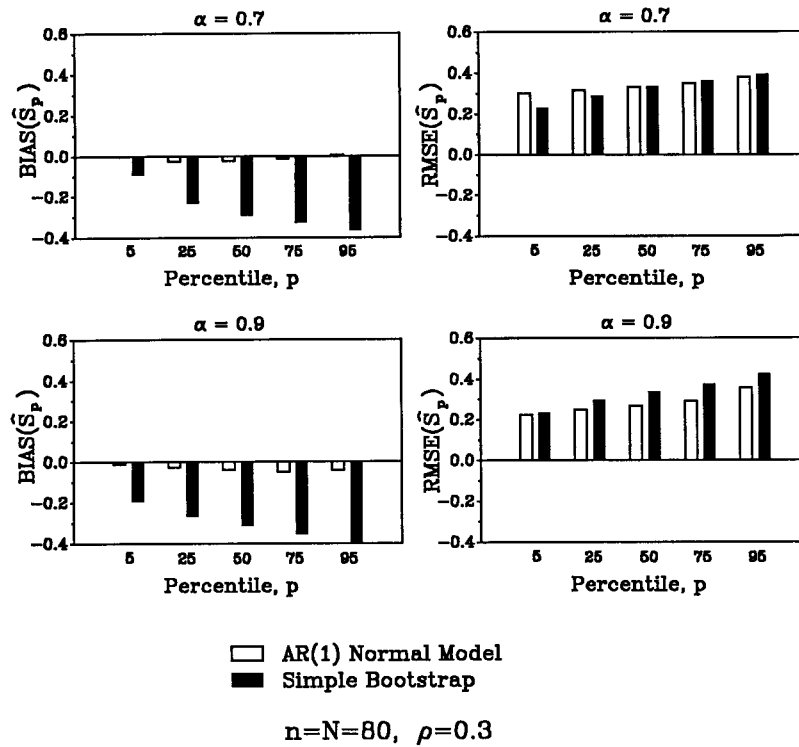 α = 0.7
0.6
0.4
0.2
0.0
−0.2
−0.4
BIAS(Ŝp)
5 25 50 75 95
Percentile, p
α = 0.7
0.6
0.4
0.2
0.0
−0.2
−0.4
RMSE(Ŝp)
5 25 50 75 95
Percentile, p
α = 0.9
0.6
0.4
0.2
0.0
−0.2
−0.4
BIAS(Ŝp)
5 25 50 75 95
Percentile, p
α = 0.9
0.6
0.4
0.2
0.0
−0.2
−0.4
RMSE(Ŝp)
5 25 50 75 95
Percentile, p
AR(1) Normal Model
Simple Bootstrap
n=N=80, ρ=0.3